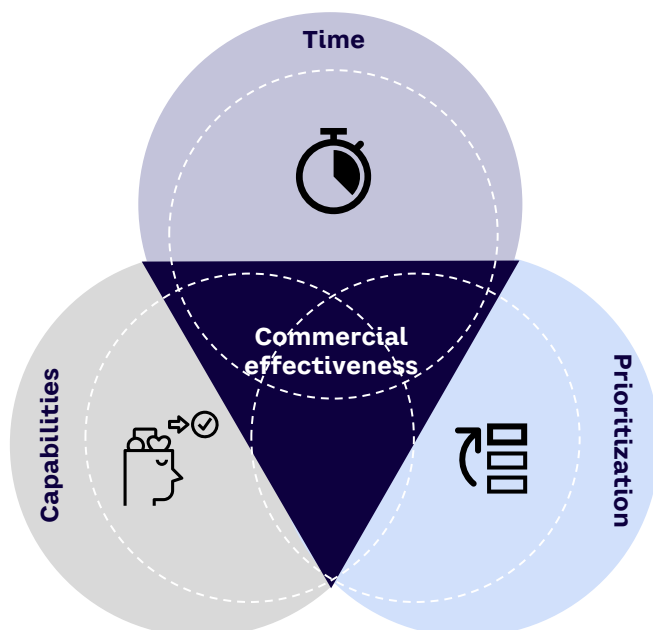 Time
Commercial
effectiveness
Capabilities
Prioritization